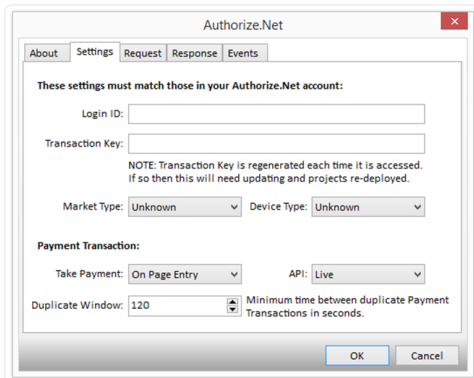 Authorize.Net
About Settings Request Response Events
These settings must match those in your Authorize.Net account:
Login ID:
Transaction Key:
NOTE: Transaction Key is regenerated each time it is accessed.
If so then this will need updating and projects re-deployed.
Market Type: Unknown Device Type: Unknown
Payment Transaction:
Take Payment: On Page Entry API: Live
Duplicate Window: 120 Minimum time between duplicate Payment
Transactions in seconds.
OK Cancel